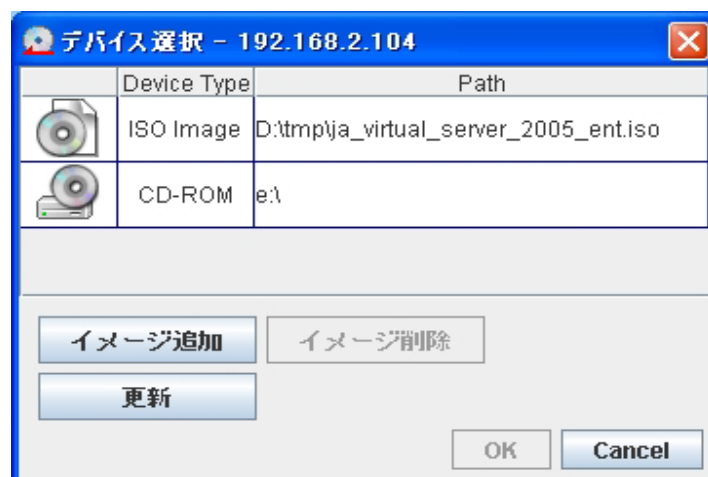 デバイス選択 - 192.168.2.104
Device Type Path
ISO Image D:\tmp\ja_virtual_server_2005_ent.iso
CD-ROM e:\
イメージ追加 イメージ削除
更新
OK Cancel